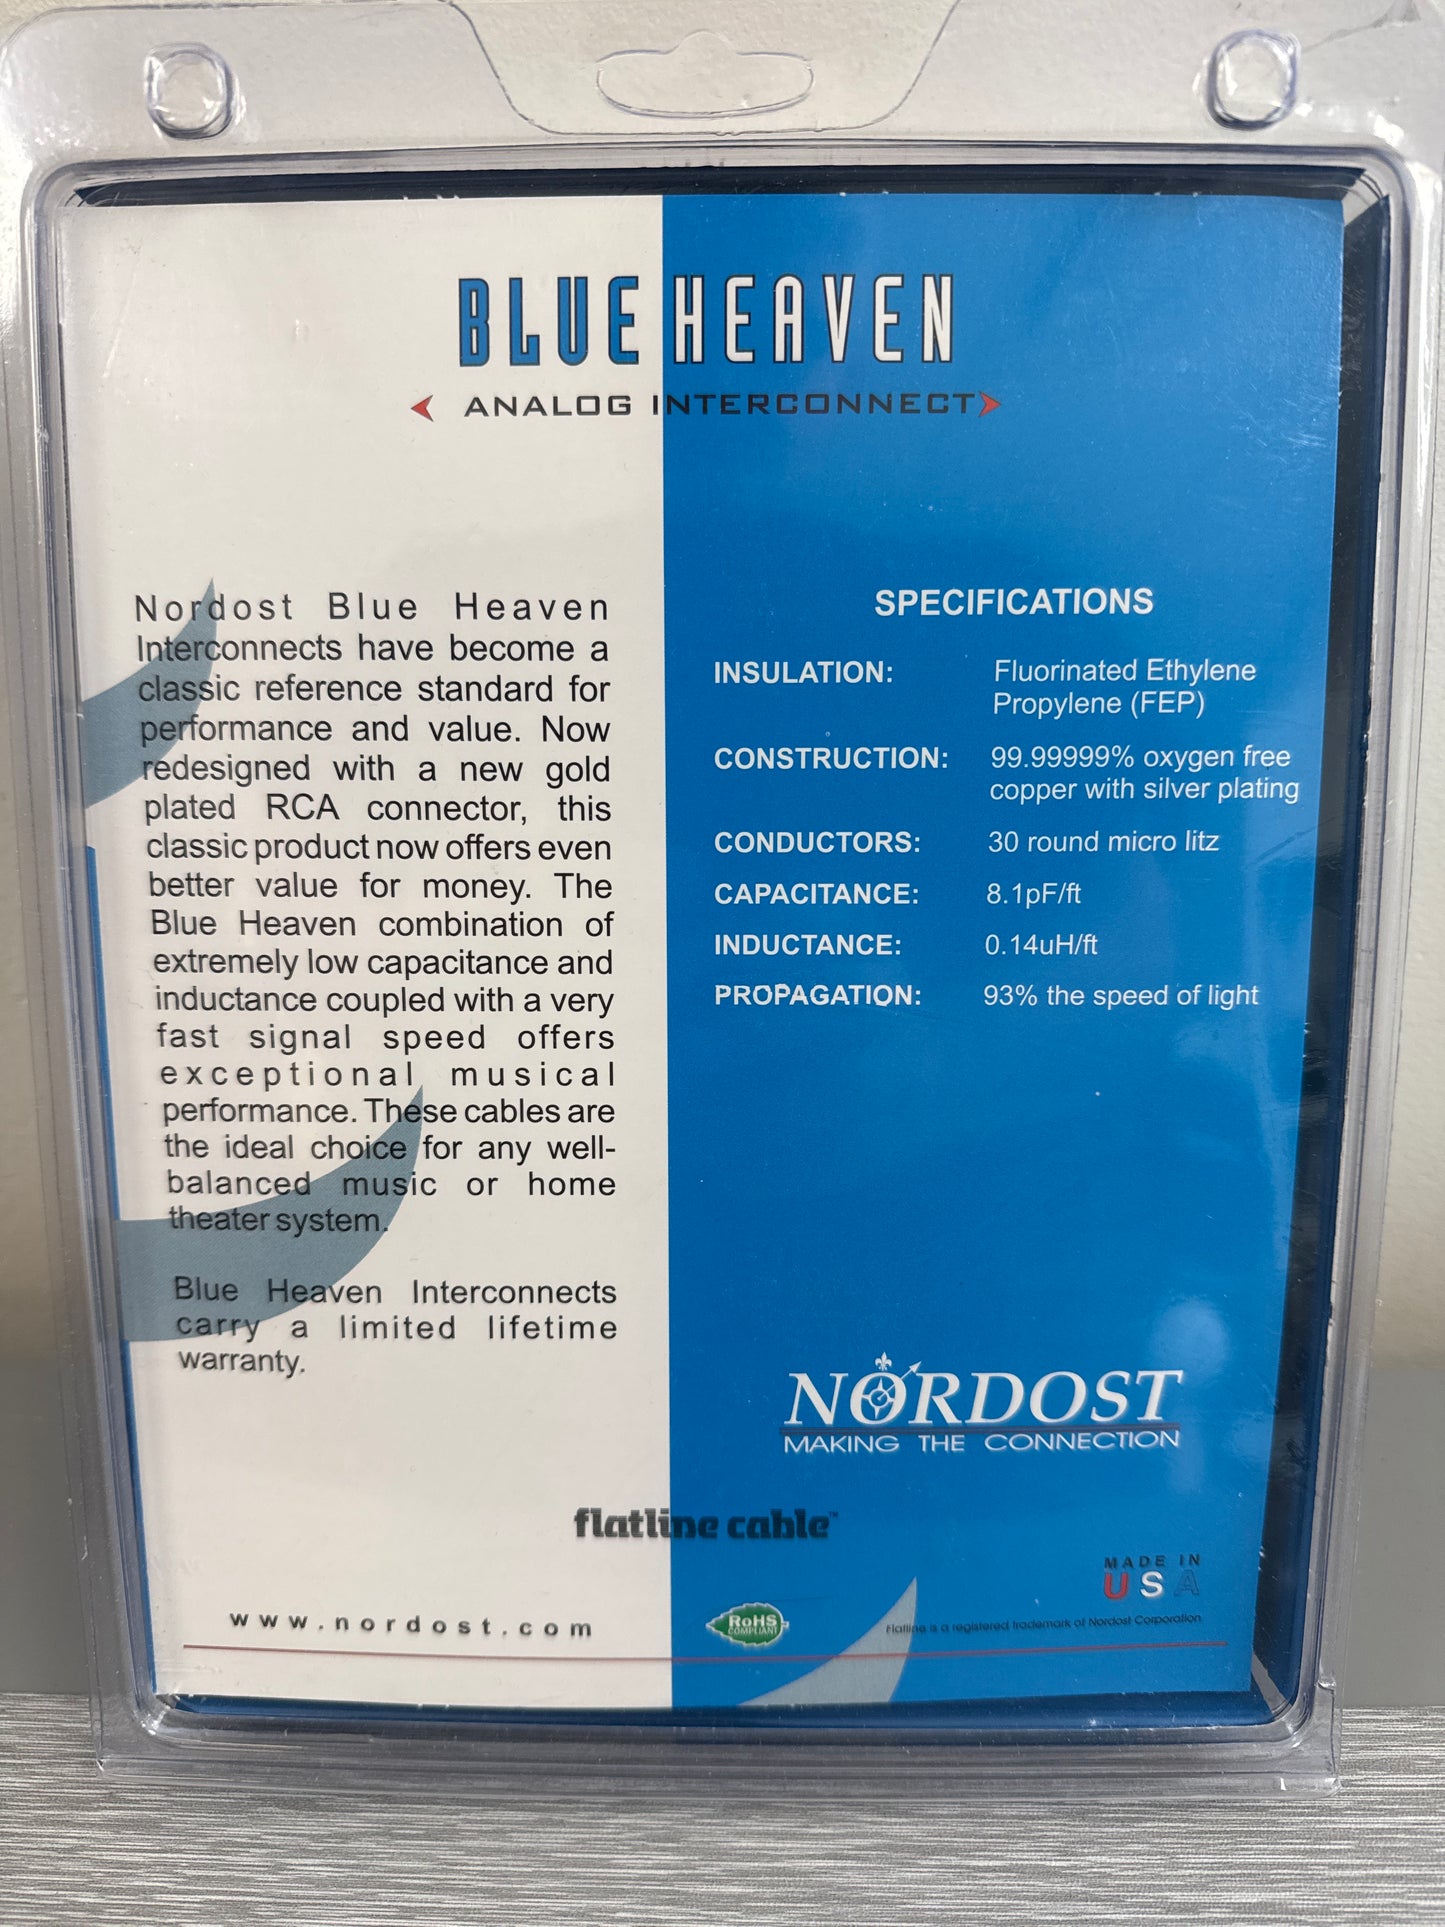 BLUE HEAVEN
ANALOG INTERCONNECT
Nordost Blue Heaven
Interconnects have become a
classic reference standard for
performance and value. Now
redesigned with a new gold
plated RCA connector, this
classic product now offers even
better value for money. The
Blue Heaven combination of
extremely low capacitance and
inductance coupled with a very
fast signal speed offers
exceptional musical
performance. These cables are
the ideal choice for any well-
balanced music or home
theater system.
Blue Heaven Interconnects
carry a limited lifetime
warranty.
SPECIFICATIONS
INSULATION: Fluorinated Ethylene
Propylene (FEP)
CONSTRUCTION: 99.99999% oxygen free
copper with silver plating
CONDUCTORS: 30 round micro litz
CAPACITANCE: 8.1pF/ft
INDUCTANCE: 0.14uH/ft
PROPAGATION: 93% the speed of light
NORDOST
MAKING THE CONNECTION
flatline cable™
MADE IN
USA
www.nordost.com
RoHS
COMPLIANT
Flatline is a registered trademark of Nordost Corporation